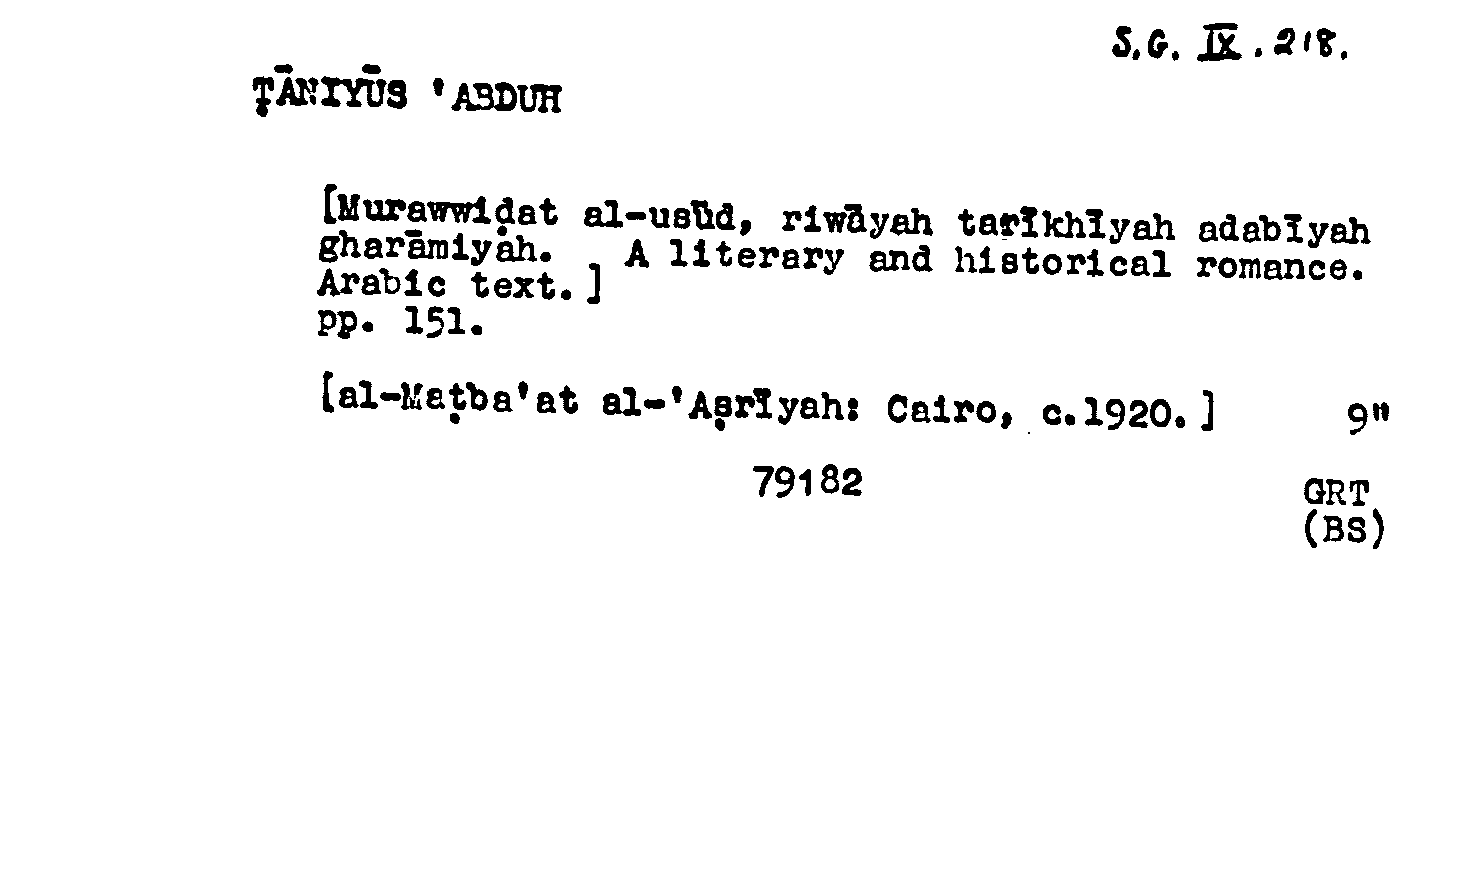 S.G. IX.218.
ṬĀNIYŪS 'ABDUH
[Murawwiḍat al-usūd, riwāyah tarīkhīyah adabīyah
gharāmiyah. A literary and historical romance.
Arabic text.]
pp. 151.
[al-Maṭba'at al-'Aṣrīyah: Cairo, c.1920.] 9"
79182
GRT
(BS)